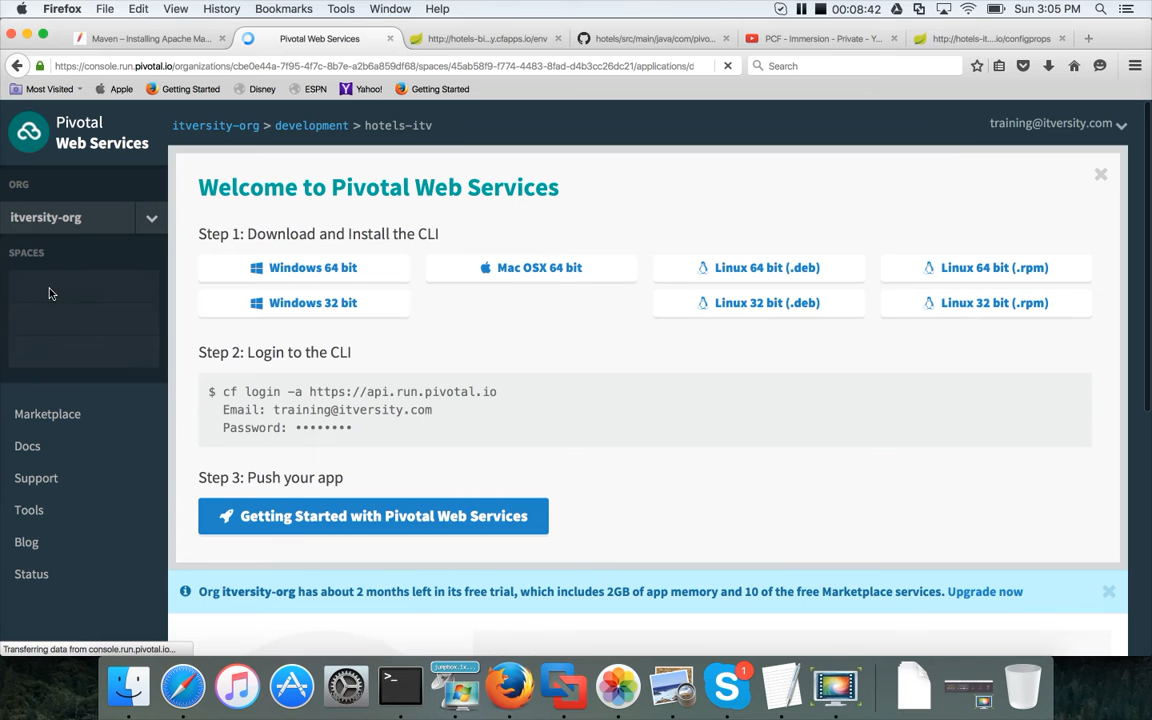 Firefox File Edit View History Bookmarks Tools Window Help 00:08:42 Sun 3:05 PM
Maven – Installing Apache Ma... × Pivotal Web Services × http://hotels-bi...y.cfapps.io/env × hotels/src/main/java/com/pivo... × PCF - Immersion - Private - Y... × http://hotels-it....io/configprops × +
https://console.run.pivotal.io/organizations/cbe0e44a-7f95-4f7c-8b7e-a2b6a859df68/spaces/45ab58f9-f774-4483-8fad-d4b3cc26dc21/applications/d Search
Most Visited Apple Getting Started Disney ESPN Yahoo! Getting Started
Pivotal
Web Services
itversity-org > development > hotels-itv
training@itversity.com
ORG
itversity-org
SPACES
Marketplace
Docs
Support
Tools
Blog
Status
Welcome to Pivotal Web Services
Step 1: Download and Install the CLI
Windows 64 bit Mac OSX 64 bit Linux 64 bit (.deb) Linux 64 bit (.rpm)
Windows 32 bit Linux 32 bit (.deb) Linux 32 bit (.rpm)
Step 2: Login to the CLI
$ cf login -a https://api.run.pivotal.io
Email: training@itversity.com
Password: ••••••••
Step 3: Push your app
Getting Started with Pivotal Web Services
Org itversity-org has about 2 months left in its free trial, which includes 2GB of app memory and 10 of the free Marketplace services. Upgrade now
Transferring data from console.run.pivotal.io...
jumpbox.1x...
1